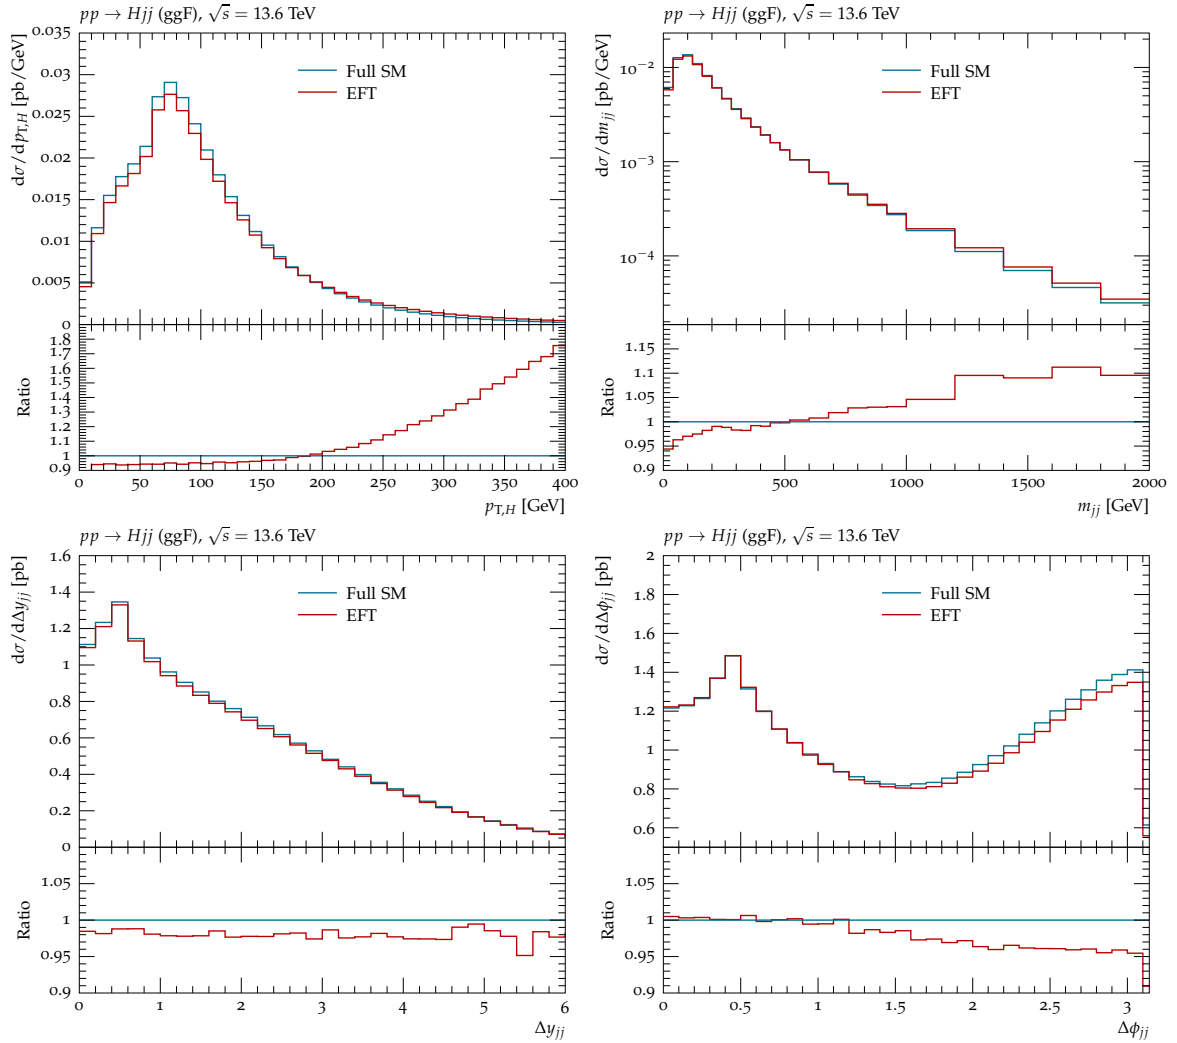 pp → Hjj (ggF), √s = 13.6 TeV
dσ/dp_T,H [pb/GeV]
0.035
0.03
0.025
0.02
0.015
0.01
0.005
0
Full SM
EFT
Ratio
1.8
1.7
1.6
1.5
1.4
1.3
1.2
1.1
1
0.9
0 50 100 150 200 250 300 350 400
p_T,H [GeV]
pp → Hjj (ggF), √s = 13.6 TeV
dσ/dm_jj [pb/GeV]
10^−2
10^−3
10^−4
Full SM
EFT
Ratio
1.15
1.1
1.05
1
0.95
0.9
0 500 1000 1500 2000
m_jj [GeV]
pp → Hjj (ggF), √s = 13.6 TeV
dσ/dΔy_jj [pb]
1.6
1.4
1.2
1
0.8
0.6
0.4
0.2
0
Full SM
EFT
Ratio
1.05
1
0.95
0.9
0 1 2 3 4 5 6
Δy_jj
pp → Hjj (ggF), √s = 13.6 TeV
dσ/dΔϕ_jj [pb]
2
1.8
1.6
1.4
1.2
1
0.8
0.6
Full SM
EFT
Ratio
1.05
1
0.95
0.9
0 0.5 1 1.5 2 2.5 3
Δϕ_jj